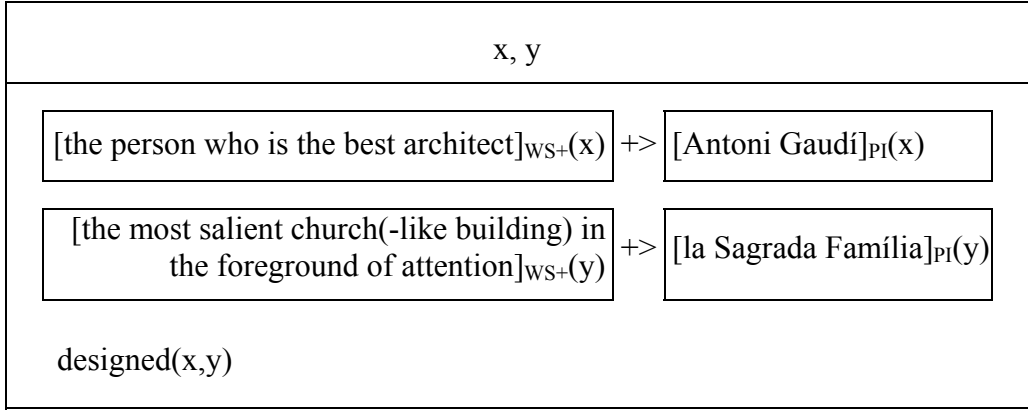 x, y
[the person who is the best architect]WS+(x) +> [Antoni Gaudí]PI(x)
[the most salient church(-like building) in
the foreground of attention]WS+(y) +> [la Sagrada Família]PI(y)
designed(x,y)